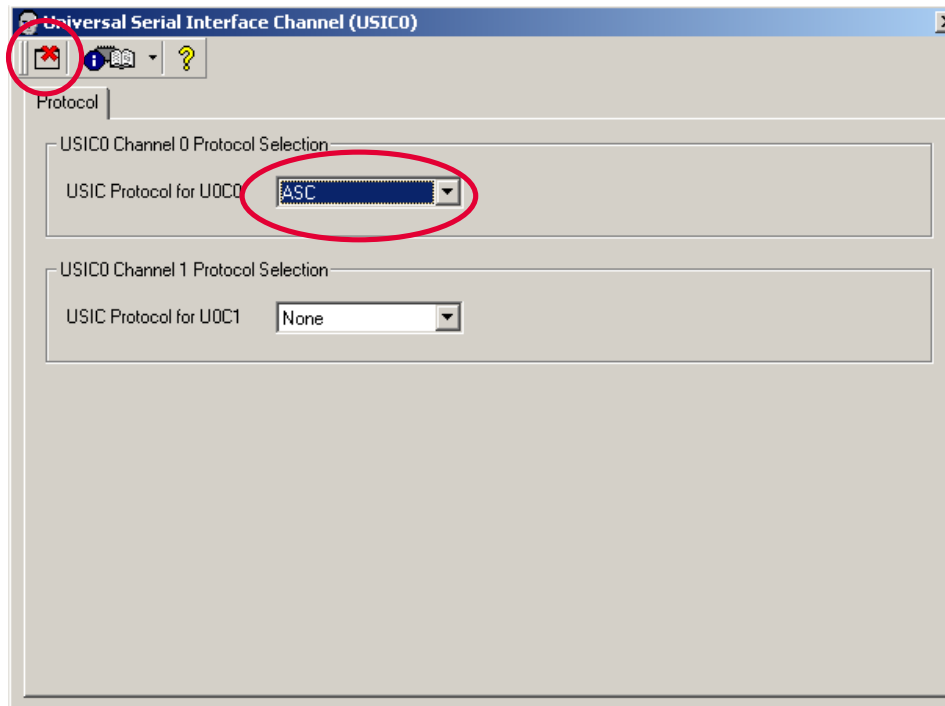 Universal Serial Interface Channel (USIC0)
Protocol
USIC0 Channel 0 Protocol Selection
USIC Protocol for U0C0
ASC
USIC0 Channel 1 Protocol Selection
USIC Protocol for U0C1
None